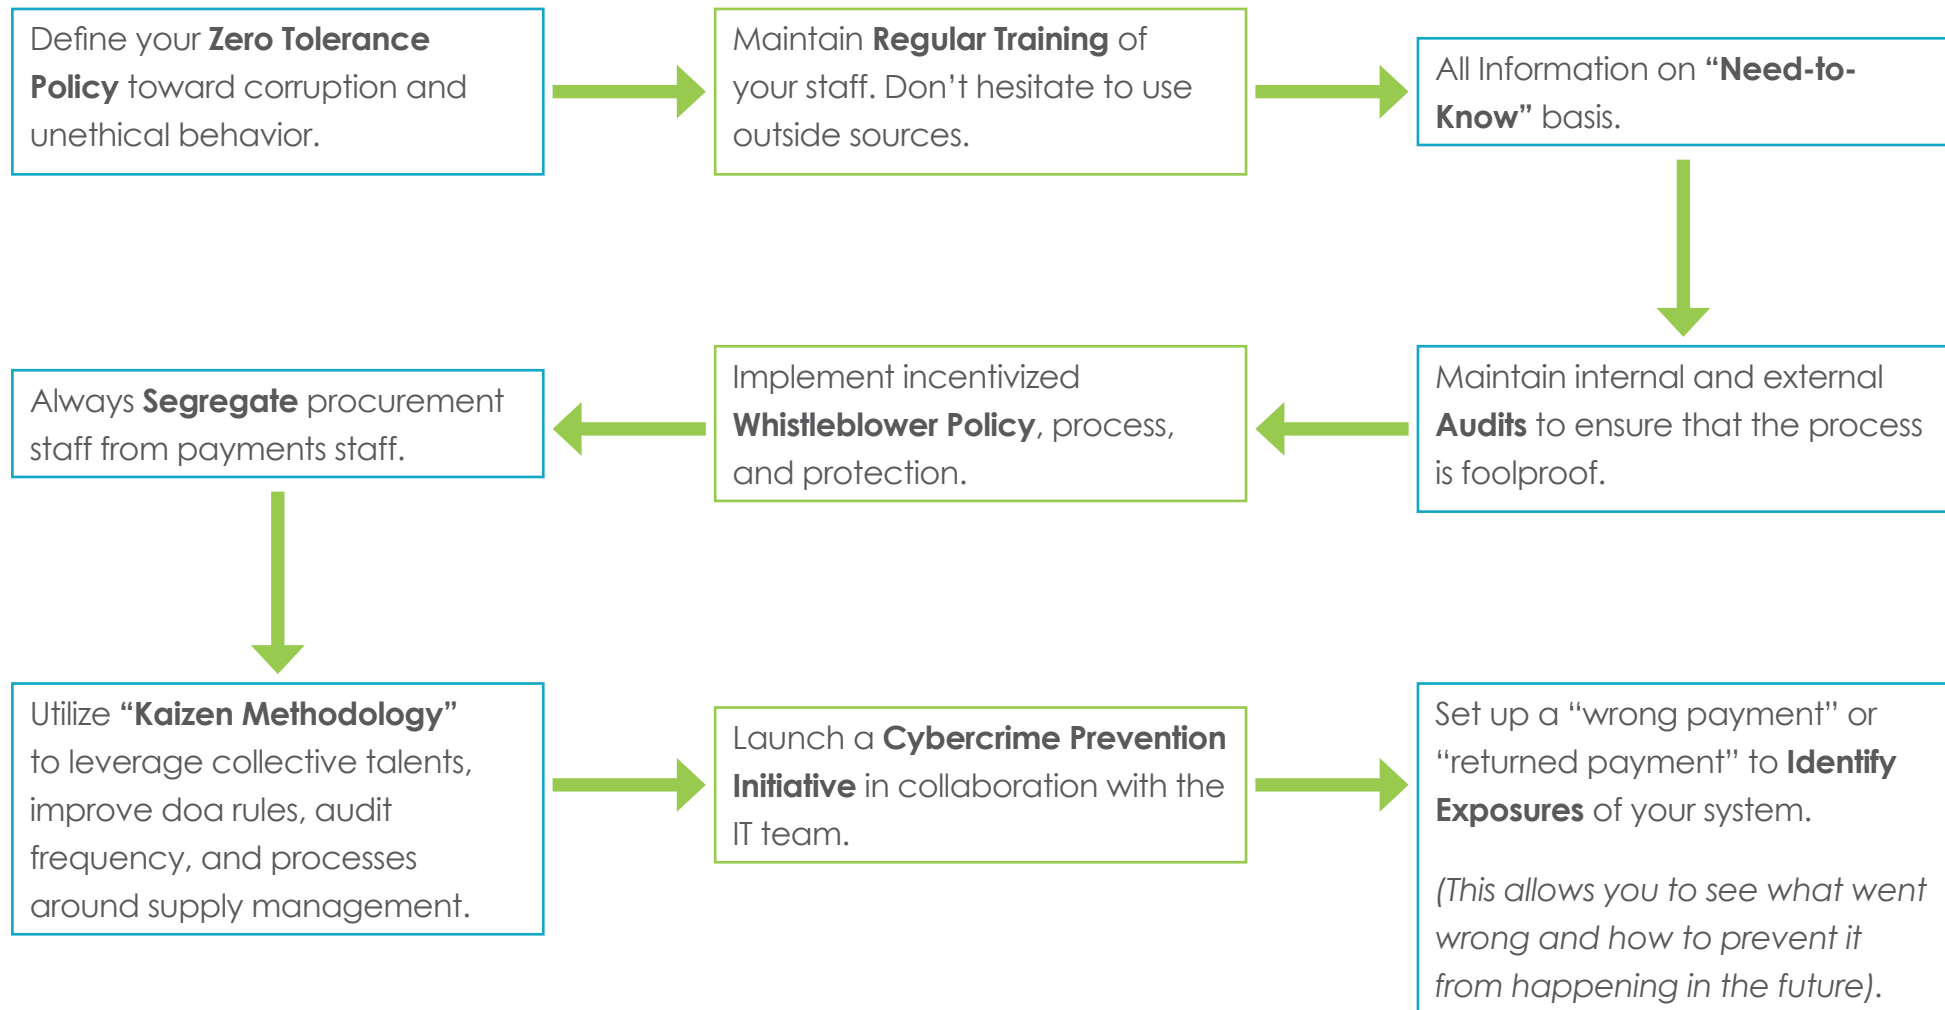 Define your Zero Tolerance
Policy toward corruption and
unethical behavior.
Maintain Regular Training of
your staff. Don’t hesitate to use
outside sources.
All Information on “Need-to-
Know” basis.
Maintain internal and external
Audits to ensure that the process
is foolproof.
Implement incentivized
Whistleblower Policy, process,
and protection.
Always Segregate procurement
staff from payments staff.
Utilize “Kaizen Methodology”
to leverage collective talents,
improve doa rules, audit
frequency, and processes
around supply management.
Launch a Cybercrime Prevention
Initiative in collaboration with the
IT team.
Set up a “wrong payment” or
“returned payment” to Identify
Exposures of your system.
(This allows you to see what went
wrong and how to prevent it
from happening in the future).